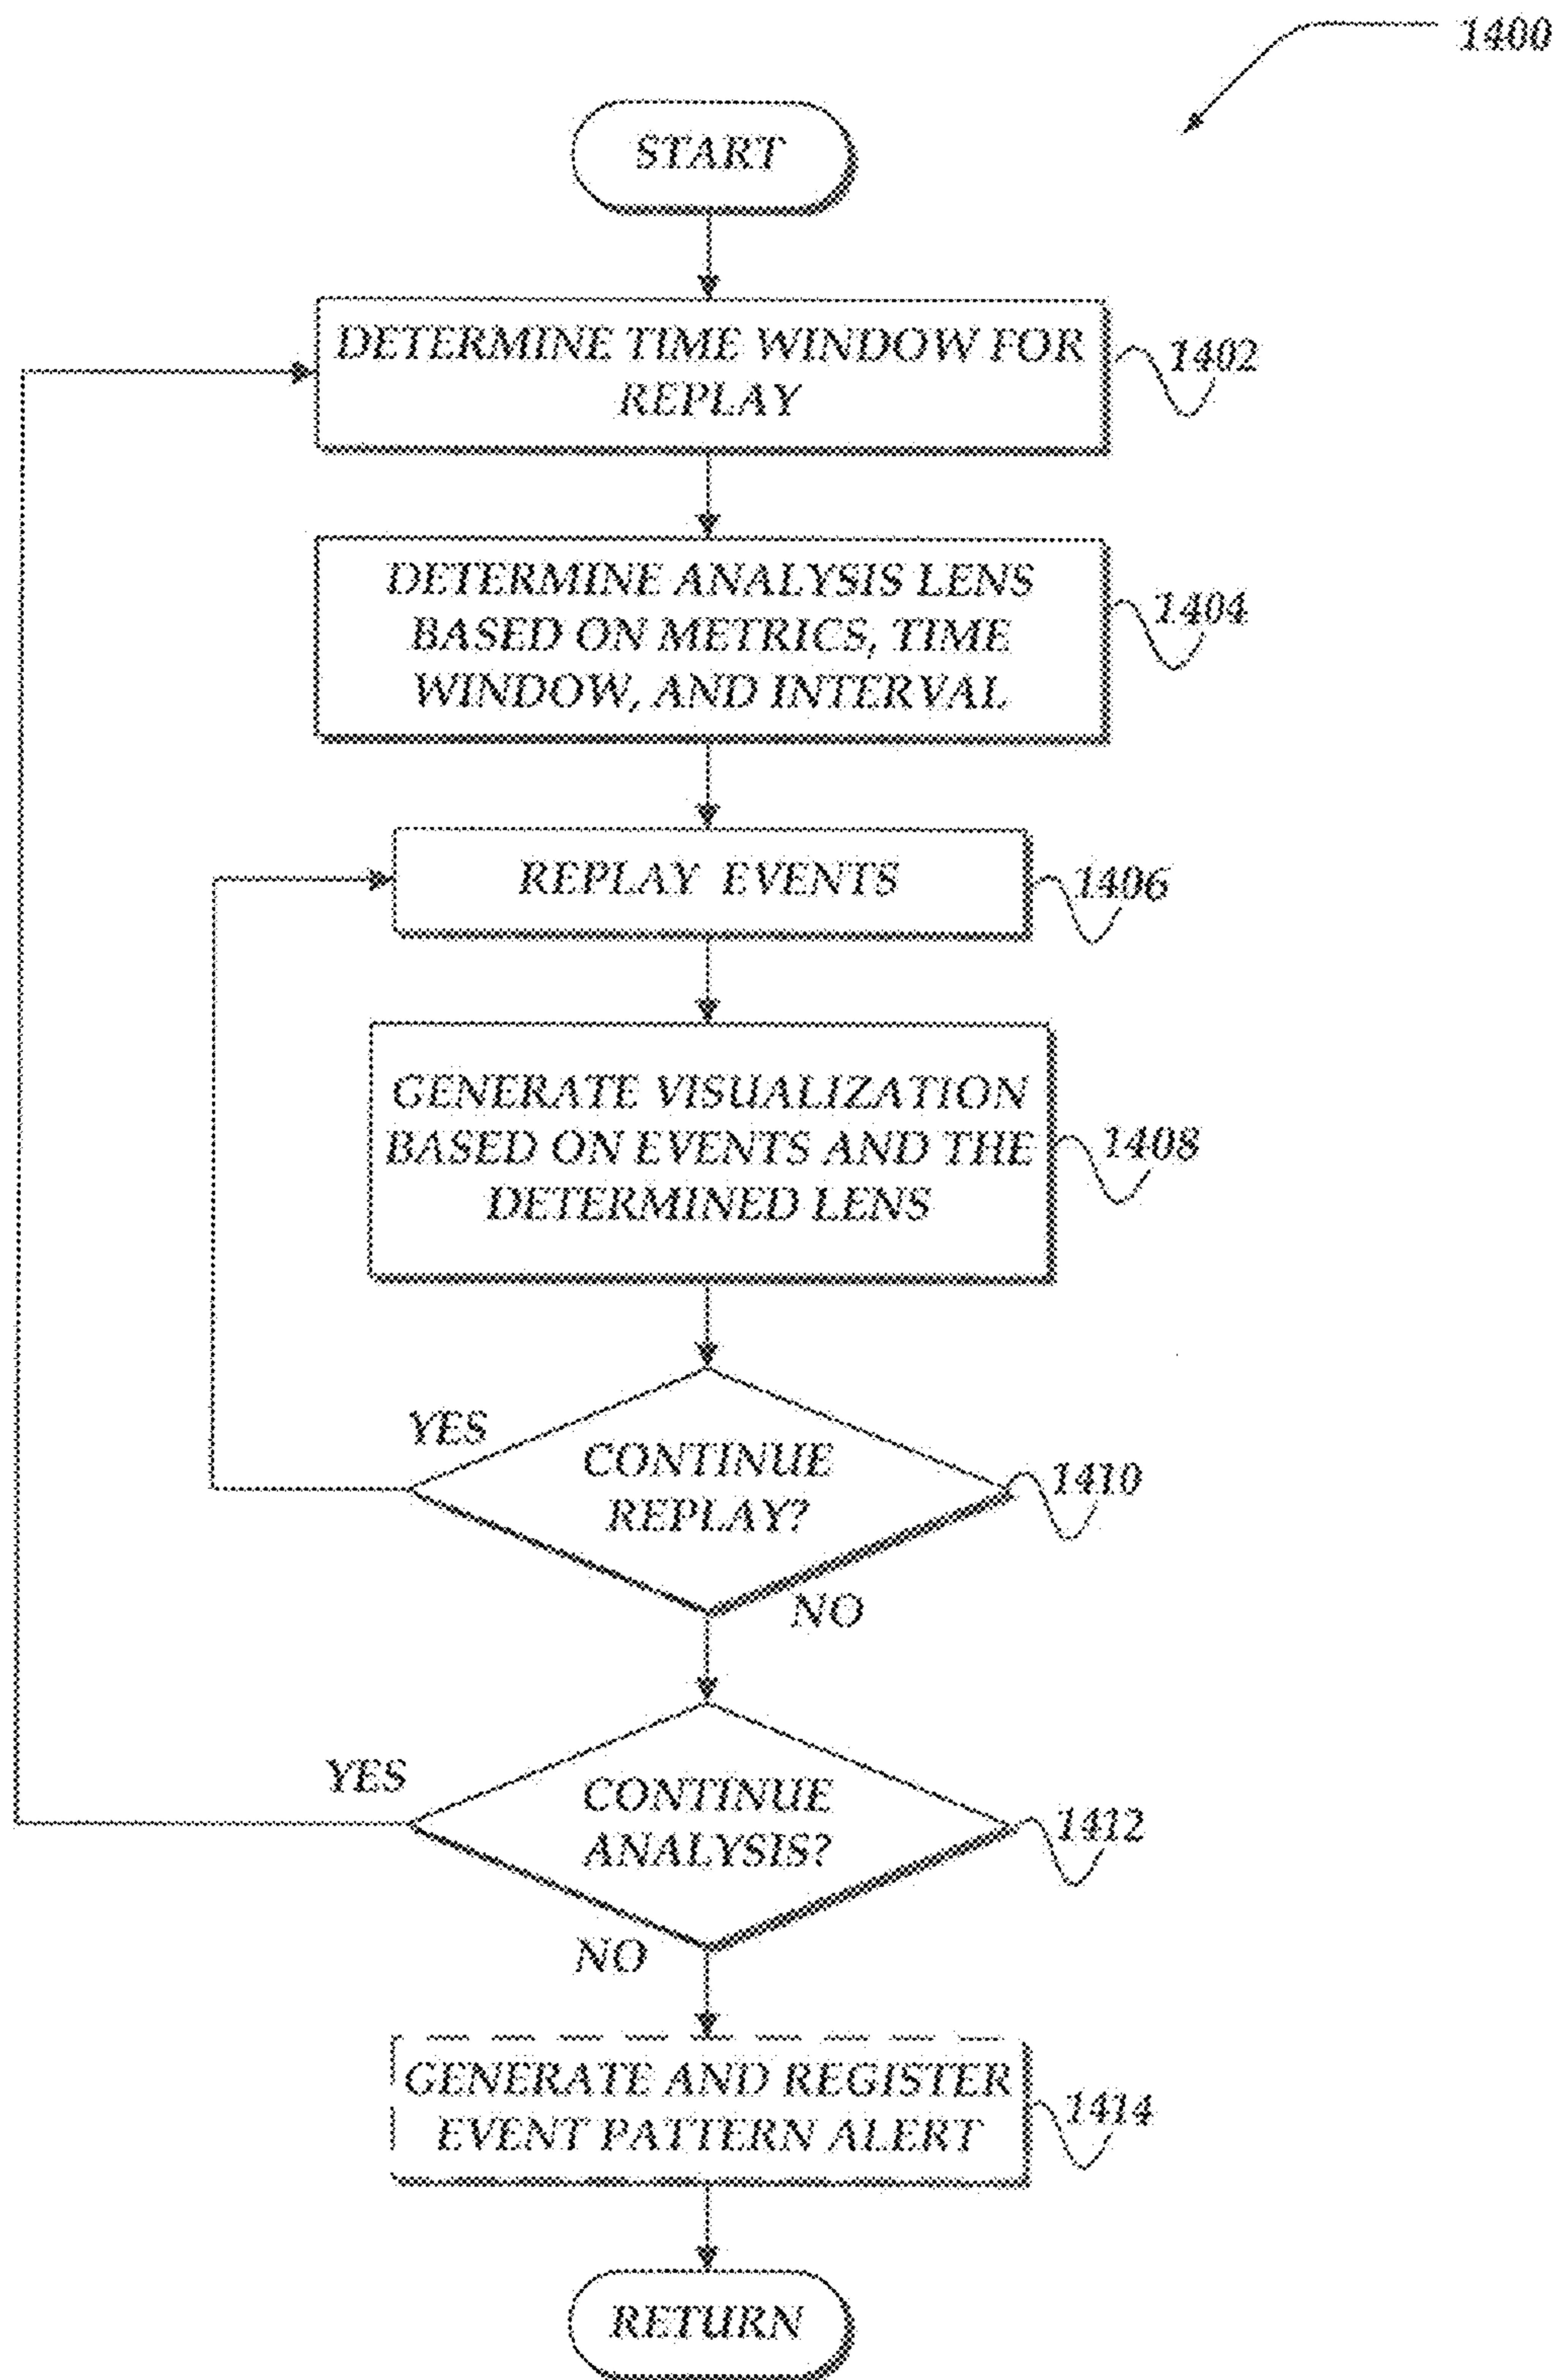 1400
START
DETERMINE TIME WINDOW FOR
REPLAY
1402
DETERMINE ANALYSIS LENS
BASED ON METRICS, TIME
WINDOW, AND INTERVAL
1404
REPLAY EVENTS
1406
GENERATE VISUALIZATION
BASED ON EVENTS AND THE
DETERMINED LENS
1408
YES
CONTINUE
REPLAY?
1410
NO
YES
CONTINUE
ANALYSIS?
1412
NO
GENERATE AND REGISTER
EVENT PATTERN ALERT
1414
RETURN